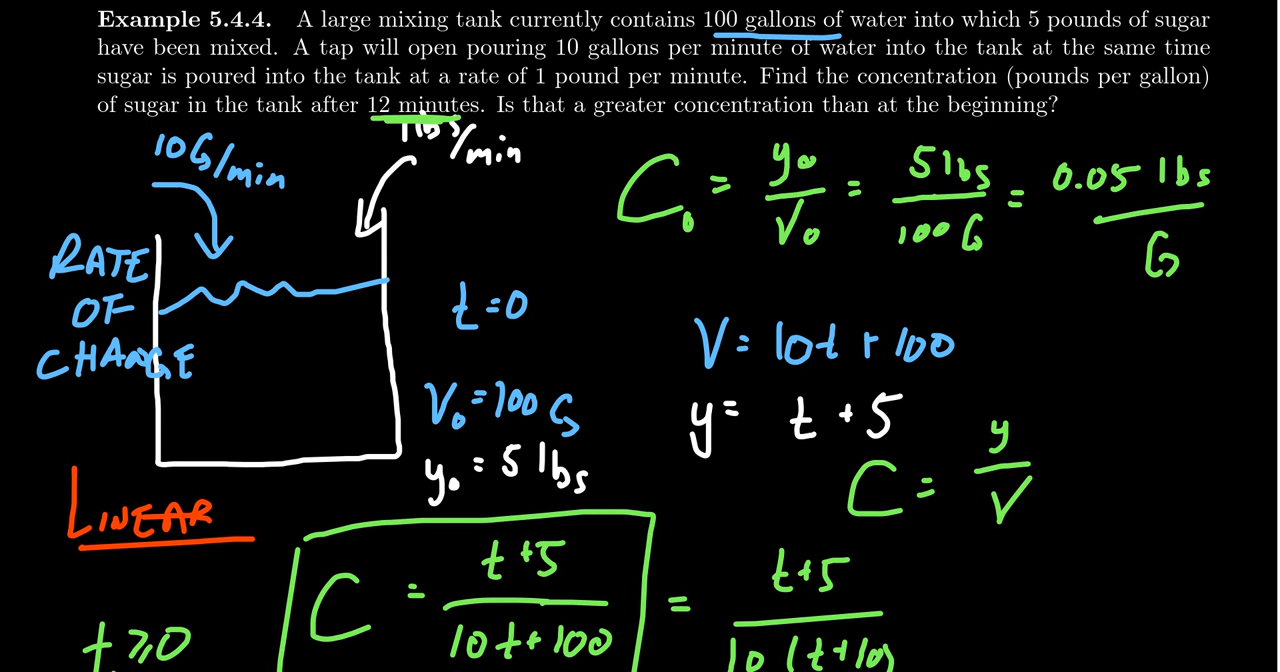 Example 5.4.4. A large mixing tank currently contains 100 gallons of water into which 5 pounds of sugar
have been mixed. A tap will open pouring 10 gallons per minute of water into the tank at the same time
sugar is poured into the tank at a rate of 1 pound per minute. Find the concentration (pounds per gallon)
of sugar in the tank after 12 minutes. Is that a greater concentration than at the beginning?
10G/min
1lbs/min
C₀ = y₀/V₀ = 5 lbs/100 G = 0.05 lbs/G
RATE
OF
CHANGE
t=0
V = 10t + 100
V₀ = 100 G
y = t + 5
y₀ = 5 lbs
C = y/V
LINEAR
C = (t+5)/(10t+100) = (t+5)/(10(t+10))
t ≥ 0